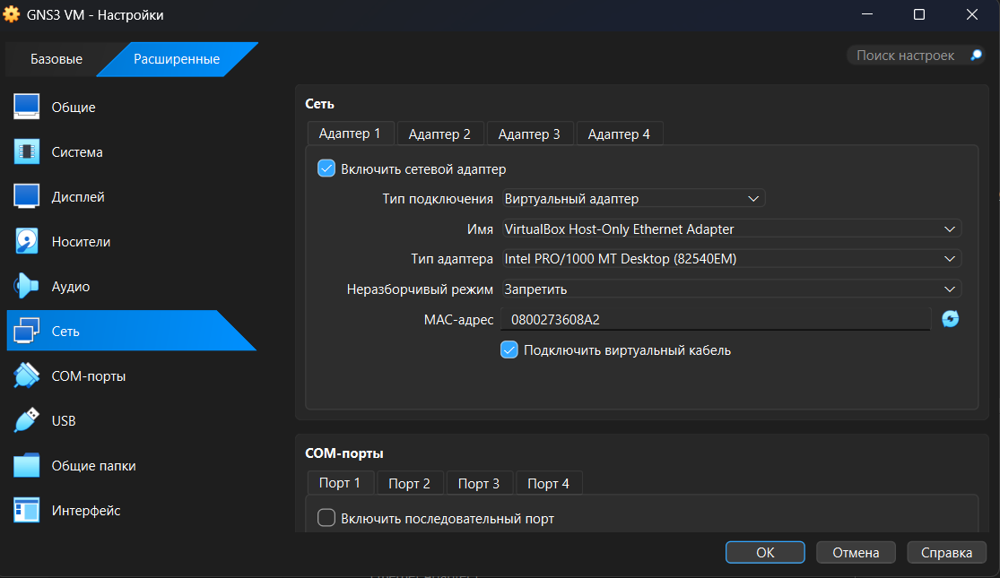 GNS3 VM - Настройки
Базовые
Расширенные
Поиск настроек
Общие
Система
Дисплей
Носители
Аудио
Сеть
COM-порты
USB
Общие папки
Интерфейс
Сеть
Адаптер 1 Адаптер 2 Адаптер 3 Адаптер 4
Включить сетевой адаптер
Тип подключения Виртуальный адаптер
Имя VirtualBox Host-Only Ethernet Adapter
Тип адаптера Intel PRO/1000 MT Desktop (82540EM)
Неразборчивый режим Запретить
MAC-адрес 0800273608A2
Подключить виртуальный кабель
COM-порты
Порт 1 Порт 2 Порт 3 Порт 4
Включить последовательный порт
OK Отмена Справка